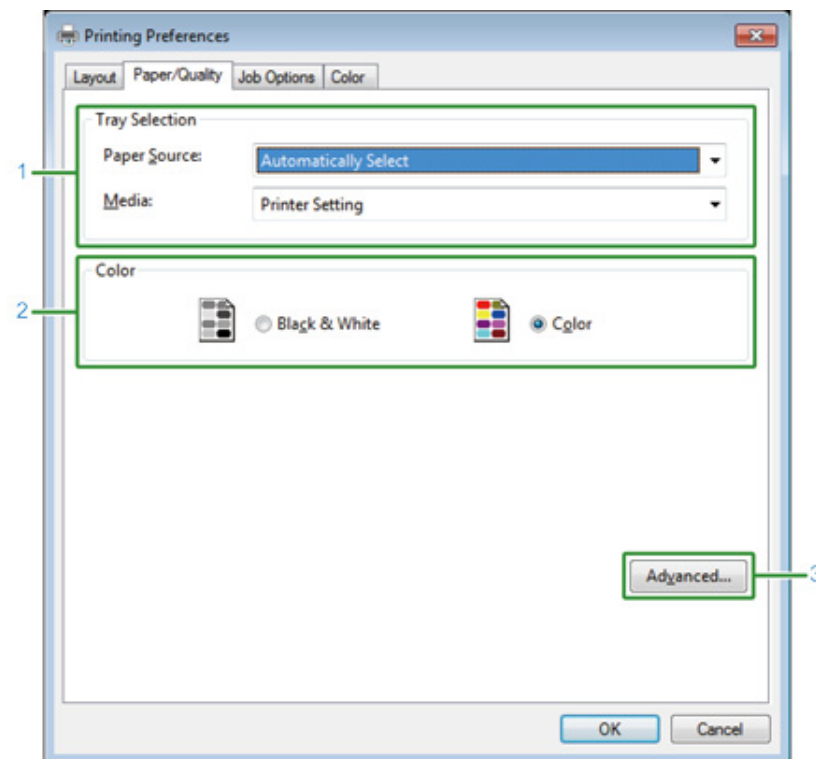 Printing Preferences
Layout Paper/Quality Job Options Color
Tray Selection
1
Paper Source: Automatically Select
Media: Printer Setting
Color
2
Black & White Color
Advanced... 3
OK Cancel